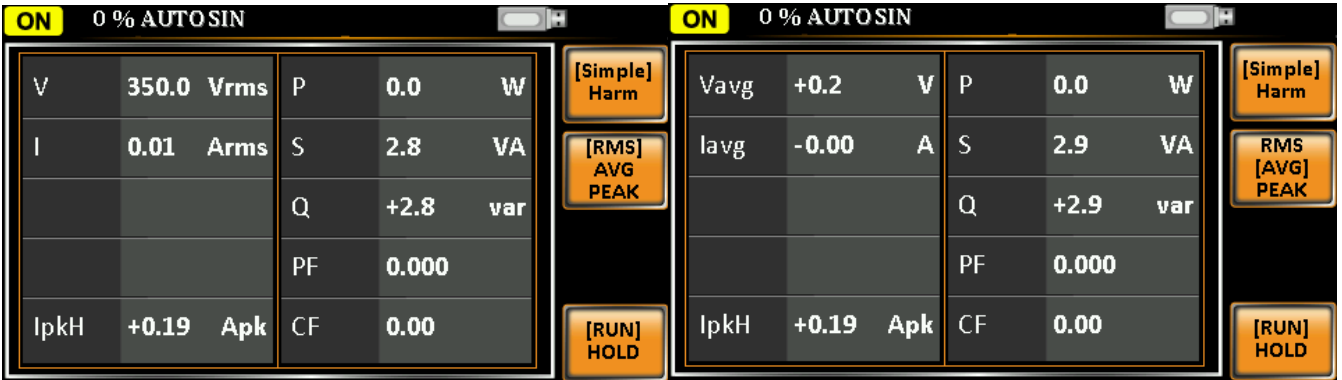 ON 0 % AUTO SIN
V 350.0 Vrms P 0.0 W
I 0.01 Arms S 2.8 VA
Q +2.8 var
PF 0.000
IpkH +0.19 Apk CF 0.00
[Simple]
Harm
[RMS]
AVG
PEAK
[RUN]
HOLD
ON 0 % AUTO SIN
Vavg +0.2 V P 0.0 W
Iavg -0.00 A S 2.9 VA
Q +2.9 var
PF 0.000
IpkH +0.19 Apk CF 0.00
[Simple]
Harm
RMS
[AVG]
PEAK
[RUN]
HOLD